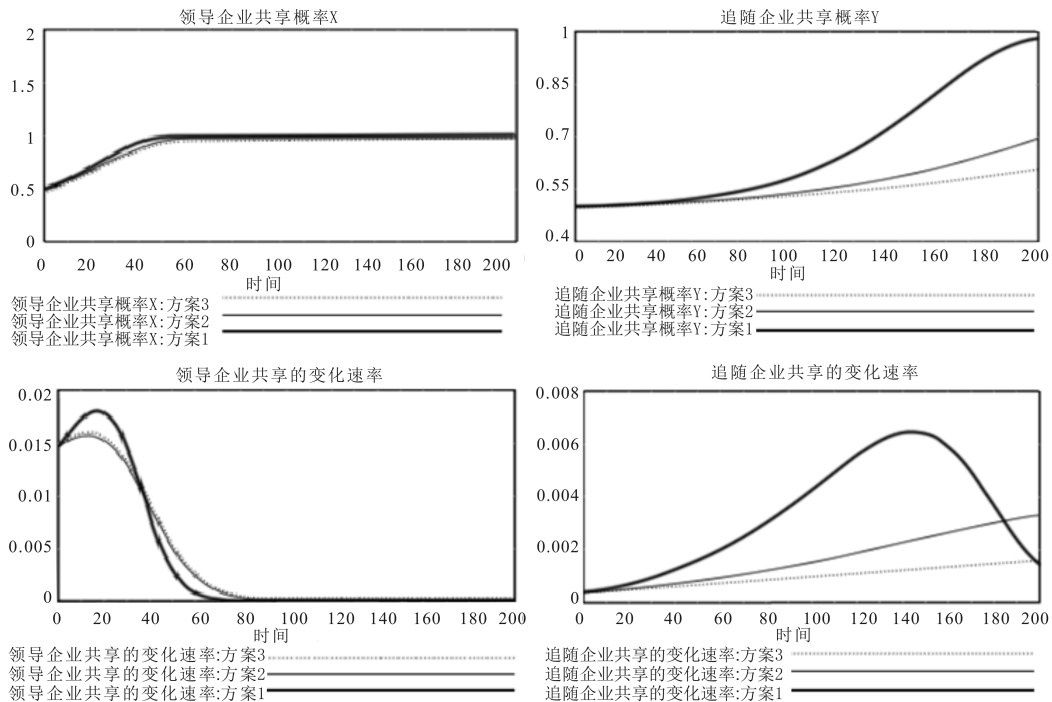 领导企业共享概率X
2
1.5
1
0.5
0
0 20 40 60 80 100 120 140 160 180 200
时间
领导企业共享概率X:方案3
领导企业共享概率X:方案2
领导企业共享概率X:方案1
追随企业共享概率Y
1
0.85
0.7
0.55
0.4
0 20 40 60 80 100 120 140 160 180 200
时间
追随企业共享概率Y:方案3
追随企业共享概率Y:方案2
追随企业共享概率Y:方案1
领导企业共享的变化速率
0.02
0.015
0.01
0.005
0
0 20 40 60 80 100 120 140 160 180 200
时间
领导企业共享的变化速率:方案3
领导企业共享的变化速率:方案2
领导企业共享的变化速率:方案1
追随企业共享的变化速率
0.008
0.006
0.004
0.002
0
0 20 40 60 80 100 120 140 160 180 200
时间
追随企业共享的变化速率:方案3
追随企业共享的变化速率:方案2
追随企业共享的变化速率:方案1